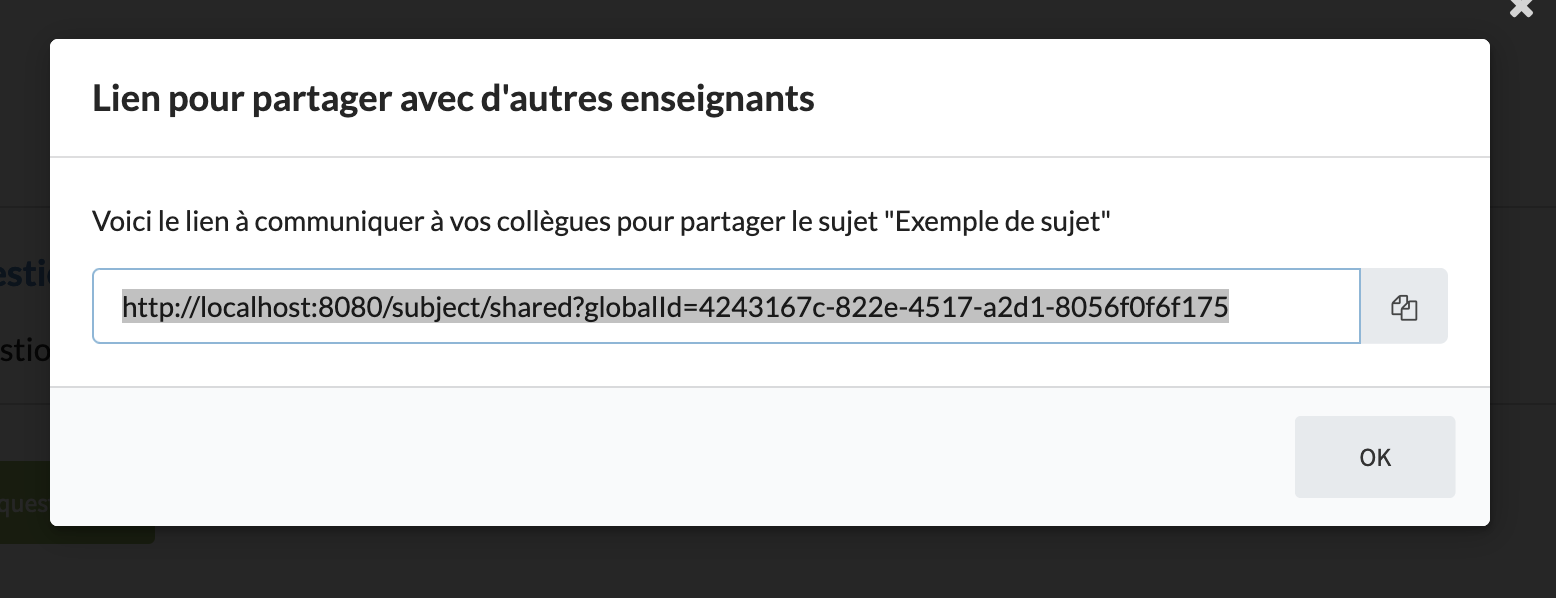 Lien pour partager avec d'autres enseignants
Voici le lien à communiquer à vos collègues pour partager le sujet "Exemple de sujet"
http://localhost:8080/subject/shared?globalId=4243167c-822e-4517-a2d1-8056f0f6f175
OK